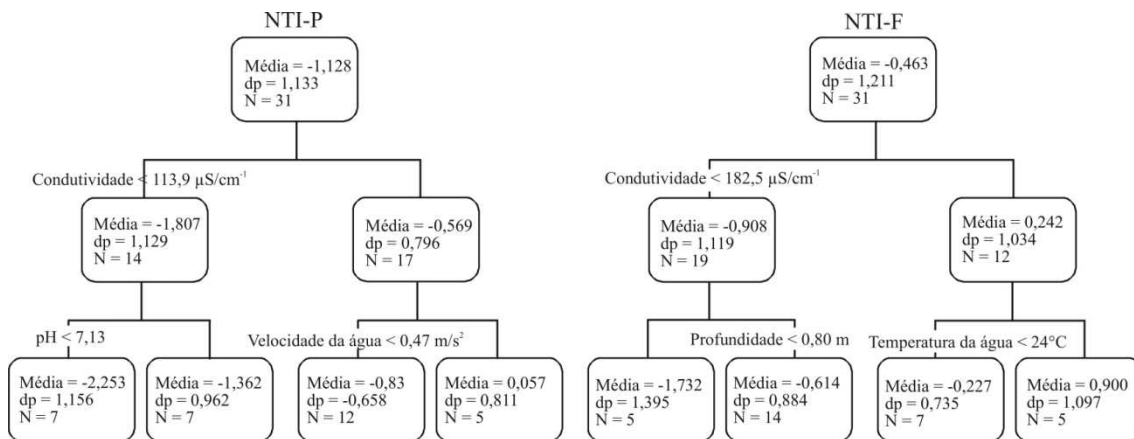 NTI-P
Média = -1,128
dp = 1,133
N = 31
Condutividade < 113,9 µS/cm⁻¹
Média = -1,807
dp = 1,129
N = 14
Média = -0,569
dp = 0,796
N = 17
pH < 7,13
Velocidade da água < 0,47 m/s²
Média = -2,253
dp = 1,156
N = 7
Média = -1,362
dp = 0,962
N = 7
Média = -0,83
dp = -0,658
N = 12
Média = 0,057
dp = 0,811
N = 5
NTI-F
Média = -0,463
dp = 1,211
N = 31
Condutividade < 182,5 µS/cm⁻¹
Média = -0,908
dp = 1,119
N = 19
Média = 0,242
dp = 1,034
N = 12
Profundidade < 0,80 m
Temperatura da água < 24°C
Média = -1,732
dp = 1,395
N = 5
Média = -0,614
dp = 0,884
N = 14
Média = -0,227
dp = 0,735
N = 7
Média = 0,900
dp = 1,097
N = 5